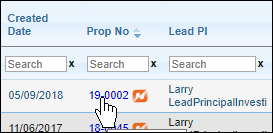 Created Date Prop No Lead PI
Search x Search x Search
05/09/2018 19-0002 Larry LeadPrincipalInvesti
11/06/2017 Larry